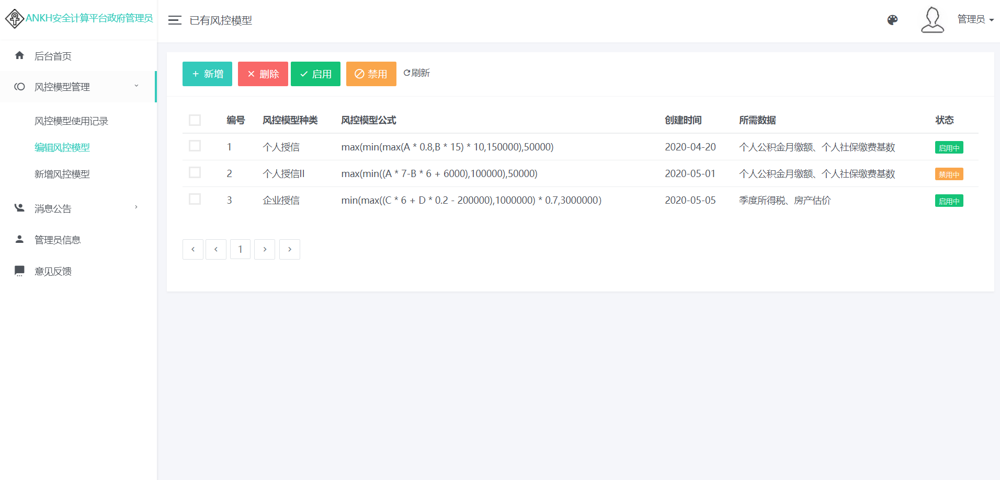 ANKH安全计算平台政府管理员
已有风控模型
管理员
后台首页
风控模型管理
风控模型使用记录
编辑风控模型
新增风控模型
消息公告
管理员信息
意见反馈
新增 删除 启用 禁用 刷新
编号 风控模型种类 风控模型公式 创建时间 所需数据 状态
1 个人授信 max(min(max(A * 0.8,B * 15) * 10,150000),50000) 2020-04-20 个人公积金月缴额、个人社保缴费基数 启用中
2 个人授信II max(min((A * 7-B * 6 + 6000),100000),50000) 2020-05-01 个人公积金月缴额、个人社保缴费基数 禁用中
3 企业授信 min(max((C * 6 + D * 0.2 - 200000),1000000) * 0.7,3000000) 2020-05-05 季度所得税、房产估价 启用中
1